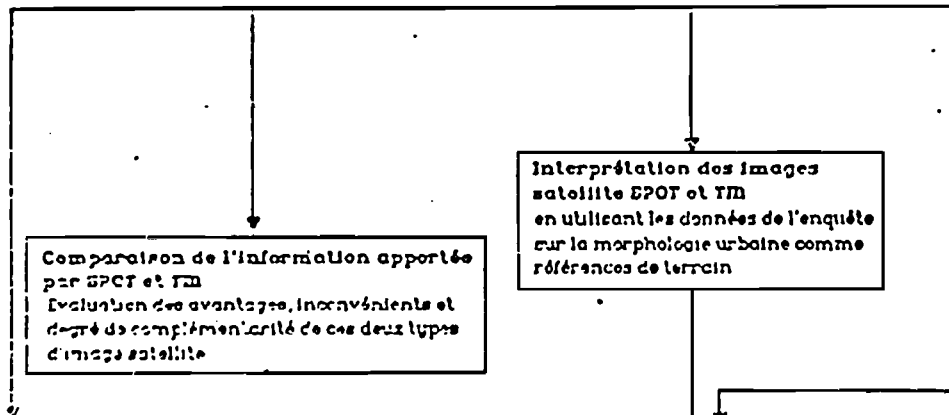 Interprétation des images
satellite SPOT et TM
en utilisant les données de l'enquête
sur la morphologie urbaine comme
références de terrain
Comparaison de l'information apportée
par SPOT et TM
Evaluation des avantages, inconvénients et
degré de complémentarité de ces deux types
d'image satellite